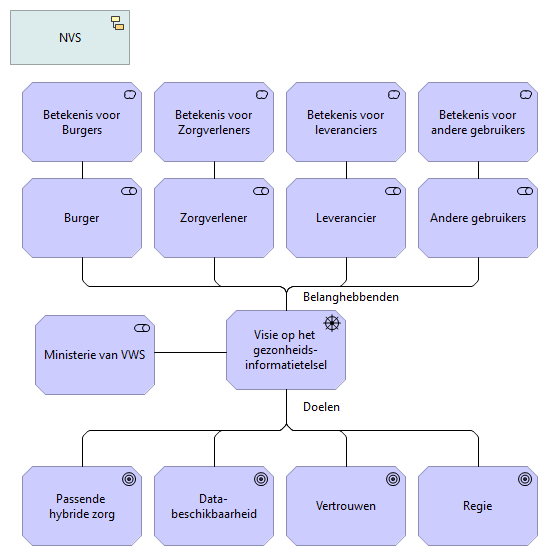 NVS
Betekenis voor
Burgers
Betekenis voor
Zorgverleners
Betekenis voor
leveranciers
Betekenis voor
andere gebruikers
Burger
Zorgverlener
Leverancier
Andere gebruikers
Belanghebbenden
Ministerie van VWS
Visie op het
gezonheids-
informatietelsel
Doelen
Passende
hybride zorg
Data-
beschikbaarheid
Vertrouwen
Regie